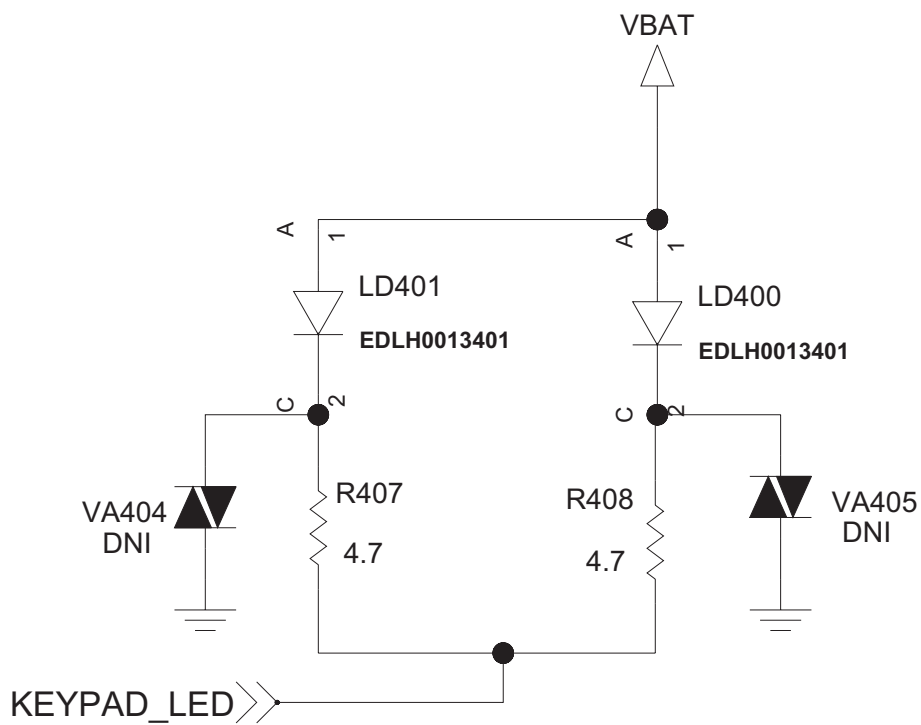 VBAT
A
1
A
1
LD401
LD400
EDLH0013401
EDLH0013401
C
2
C
2
R407
R408
VA404
DNI
VA405
DNI
4.7
4.7
KEYPAD_LED